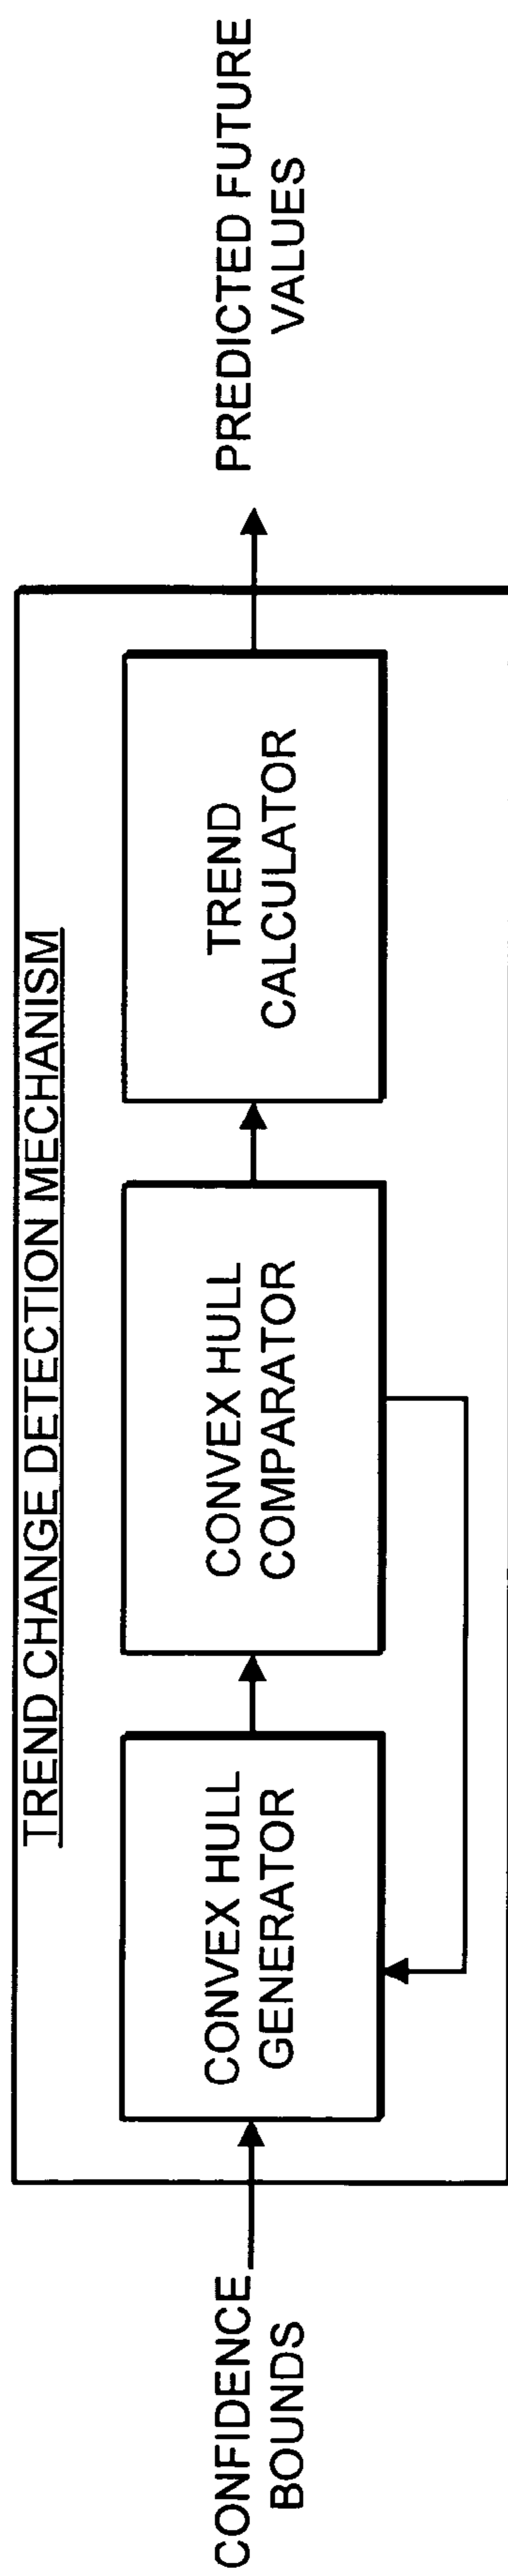 TREND CHANGE DETECTION MECHANISM
CONFIDENCE
BOUNDS
CONVEX HULL
GENERATOR
CONVEX HULL
COMPARATOR
TREND
CALCULATOR
PREDICTED FUTURE
VALUES